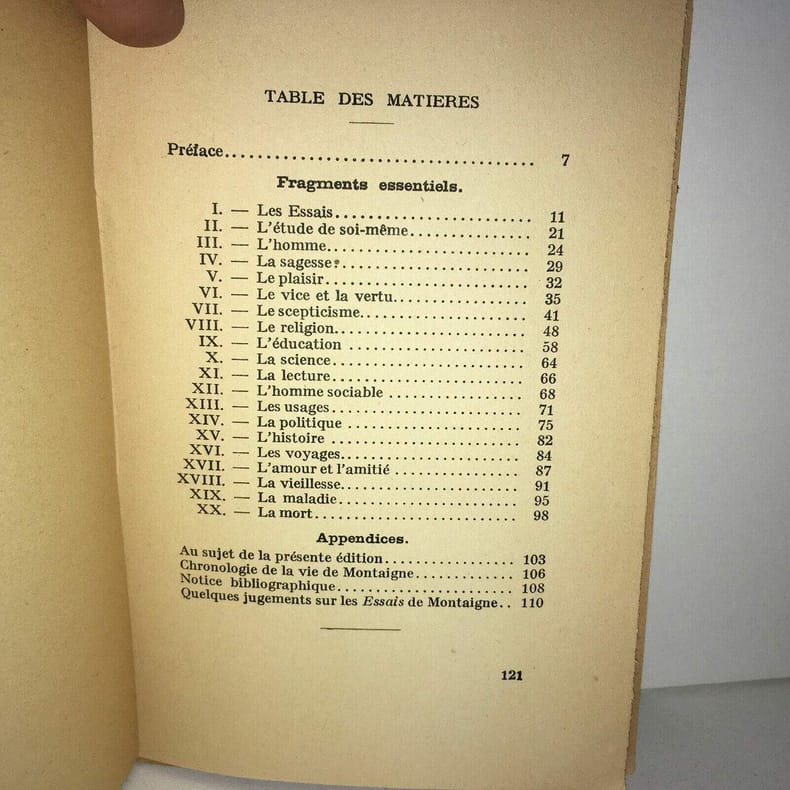 TABLE DES MATIERES
Préface..................................... 7
Fragments essentiels.
I. — Les Essais........................ 11
II. — L'étude de soi-même............... 21
III. — L'homme......................... 24
IV. — La sagesse....................... 29
V. — Le plaisir........................ 32
VI. — Le vice et la vertu............... 35
VII. — Le scepticisme................... 41
VIII. — Le religion..................... 48
IX. — L'éducation ..................... 58
X. — La science........................ 64
XI. — La lecture....................... 66
XII. — L'homme sociable ................ 68
XIII. — Les usages..................... 71
XIV. — La politique .................... 75
XV. — L'histoire ....................... 82
XVI. — Les voyages..................... 84
XVII. — L'amour et l'amitié ............. 87
XVIII. — La vieillesse.................. 91
XIX. — La maladie...................... 95
XX. — La mort.......................... 98
Appendices.
Au sujet de la présente édition................ 103
Chronologie de la vie de Montaigne............ 106
Notice bibliographique...................... 108
Quelques jugements sur les Essais de Montaigne.. 110
121